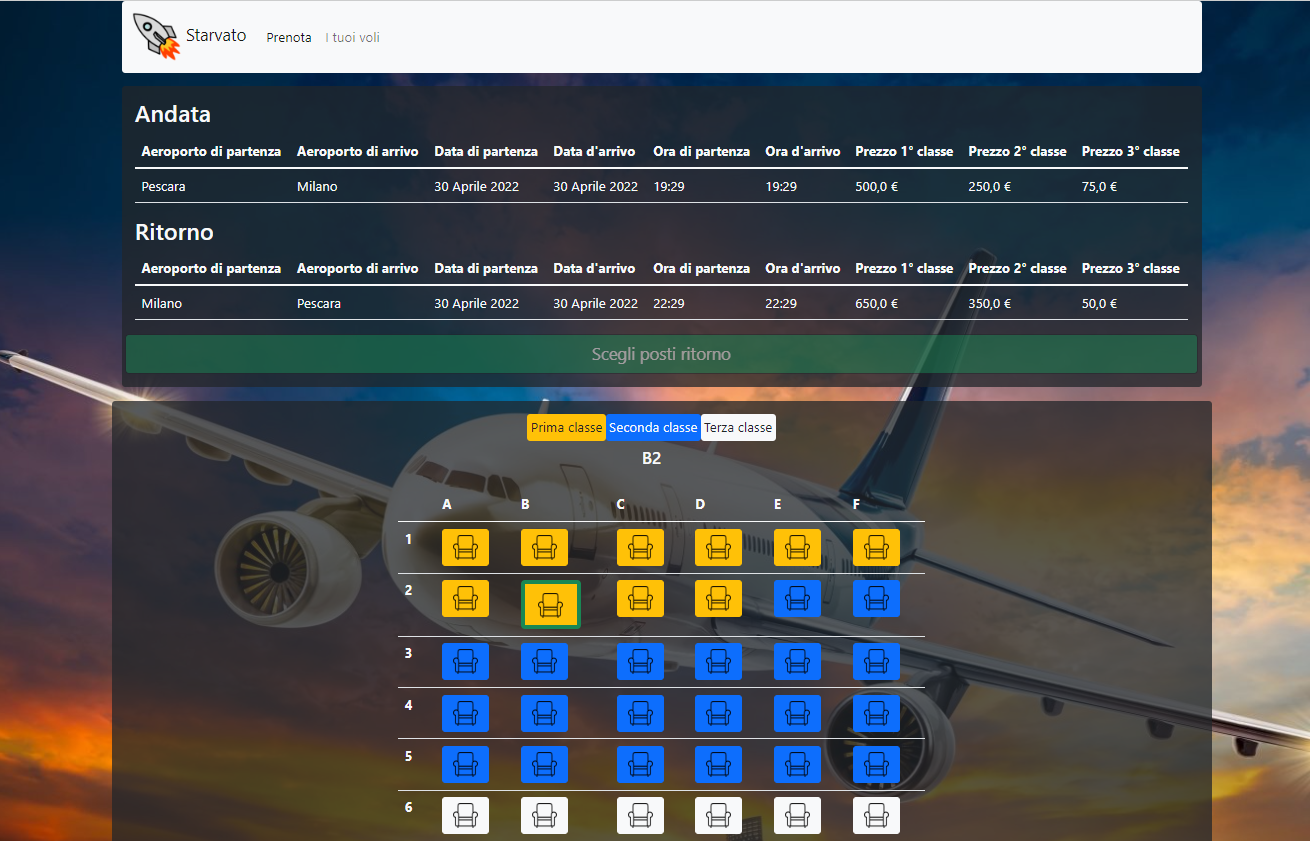 Starvato Prenota I tuoi voli
Andata
Aeroporto di partenza Aeroporto di arrivo Data di partenza Data d'arrivo Ora di partenza Ora d'arrivo Prezzo 1° classe Prezzo 2° classe Prezzo 3° classe
Pescara Milano 30 Aprile 2022 30 Aprile 2022 19:29 19:29 500,0 € 250,0 € 75,0 €
Ritorno
Aeroporto di partenza Aeroporto di arrivo Data di partenza Data d'arrivo Ora di partenza Ora d'arrivo Prezzo 1° classe Prezzo 2° classe Prezzo 3° classe
Milano Pescara 30 Aprile 2022 30 Aprile 2022 22:29 22:29 650,0 € 350,0 € 50,0 €
Scegli posti ritorno
Prima classe Seconda classe Terza classe
B2
A B C D E F
1
2
3
4
5
6